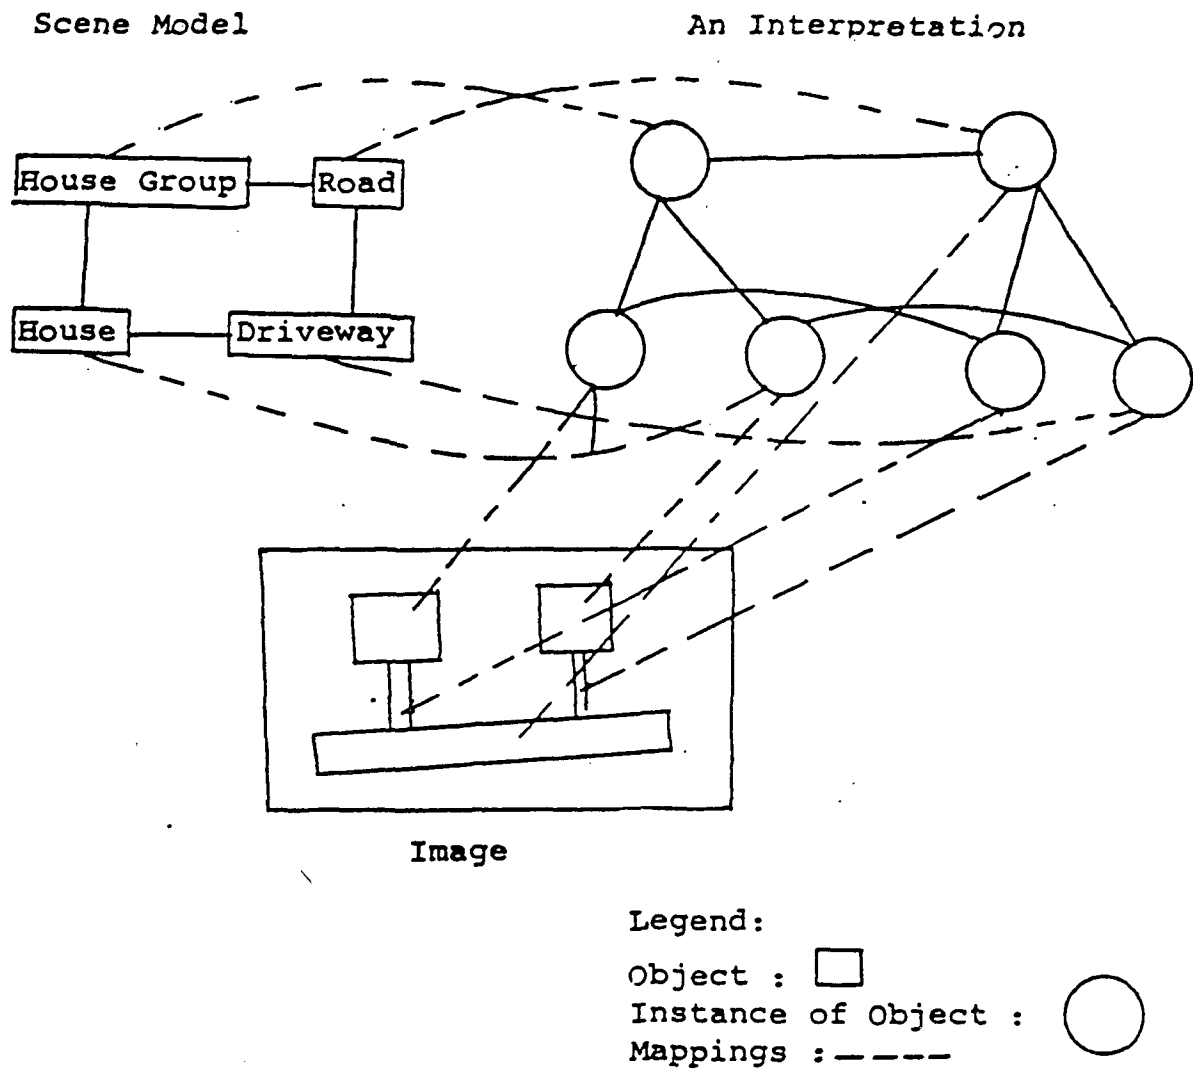 Scene Model
An Interpretation
House Group
Road
House
Driveway
Image
Legend:
Object :
Instance of Object :
Mappings :